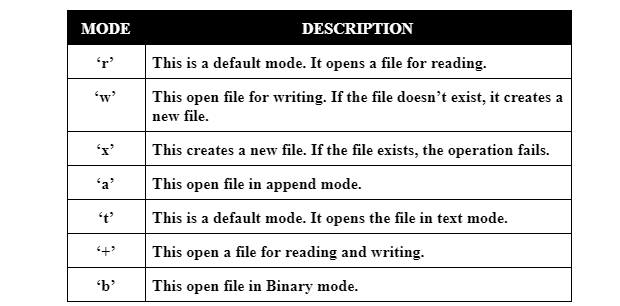 MODE DESCRIPTION
‘r’ This is a default mode. It opens a file for reading.
‘w’ This open file for writing. If the file doesn’t exist, it creates a
new file.
‘x’ This creates a new file. If the file exists, the operation fails.
‘a’ This open file in append mode.
‘t’ This is a default mode. It opens the file in text mode.
‘+’ This open a file for reading and writing.
‘b’ This open file in Binary mode.